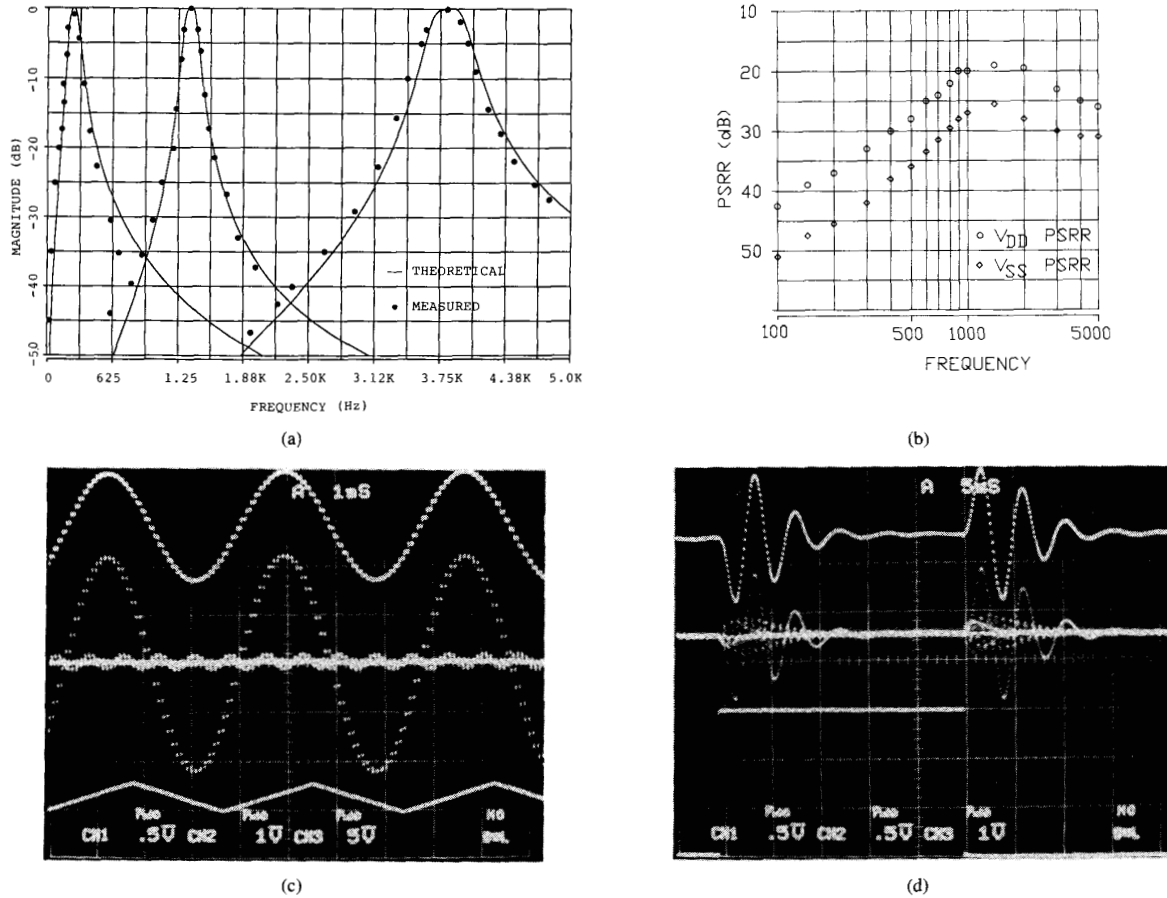 0
-10
-20
-30
-40
-50
MAGNITUDE (dB)
THEORETICAL
MEASURED
0 625 1.25 1.88K 2.50K 3.12K 3.75K 4.38K 5.0K
FREQUENCY (Hz)
(a)
10
20
30
40
50
PSRR (dB)
VDD PSRR
VSS PSRR
100 500 1000 5000
FREQUENCY
(b)
A 1mS
CH1 .5V CH2 1V CH3 5V
(c)
A 5mS
CH1 .5V CH2 .5V CH3 1V
(d)